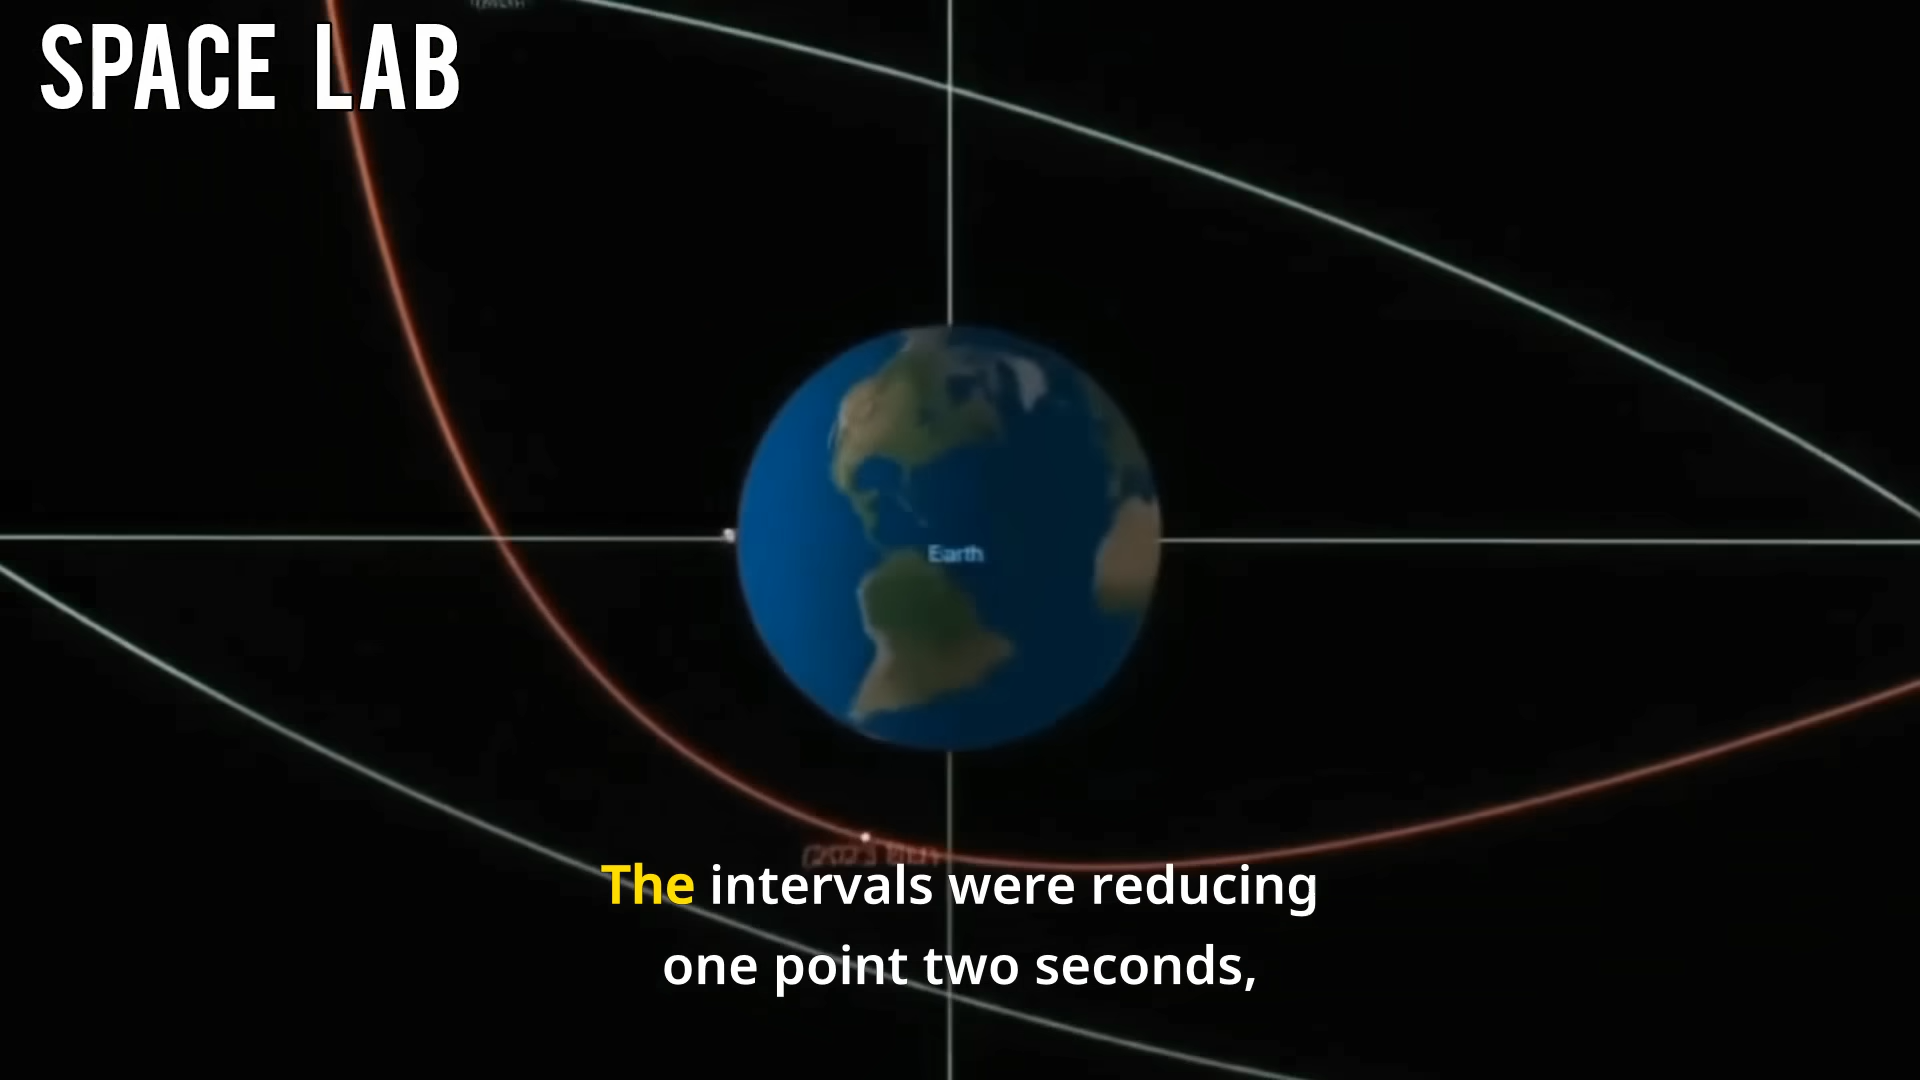 SPACE LAB
Earth
The intervals were reducing
one point two seconds,